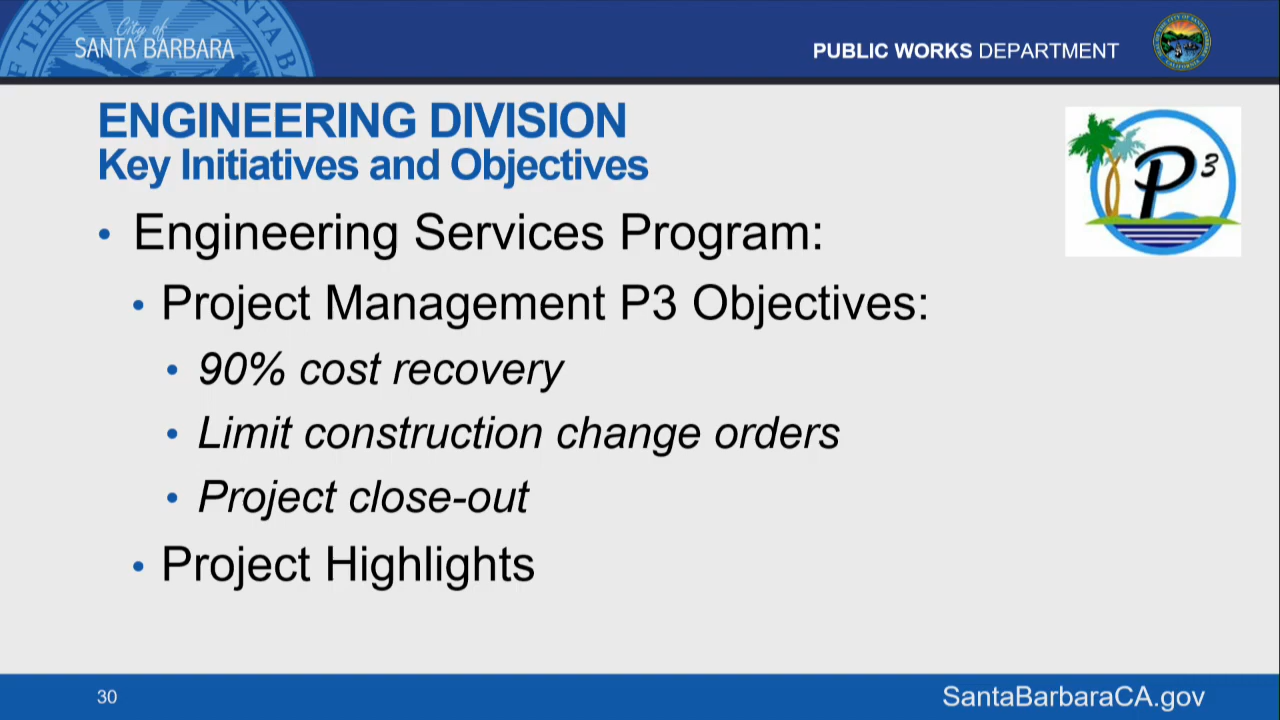 City of
SANTA BARBARA
PUBLIC WORKS DEPARTMENT
ENGINEERING DIVISION
Key Initiatives and Objectives
P3
• Engineering Services Program:
• Project Management P3 Objectives:
• 90% cost recovery
• Limit construction change orders
• Project close-out
• Project Highlights
30
SantaBarbaraCA.gov